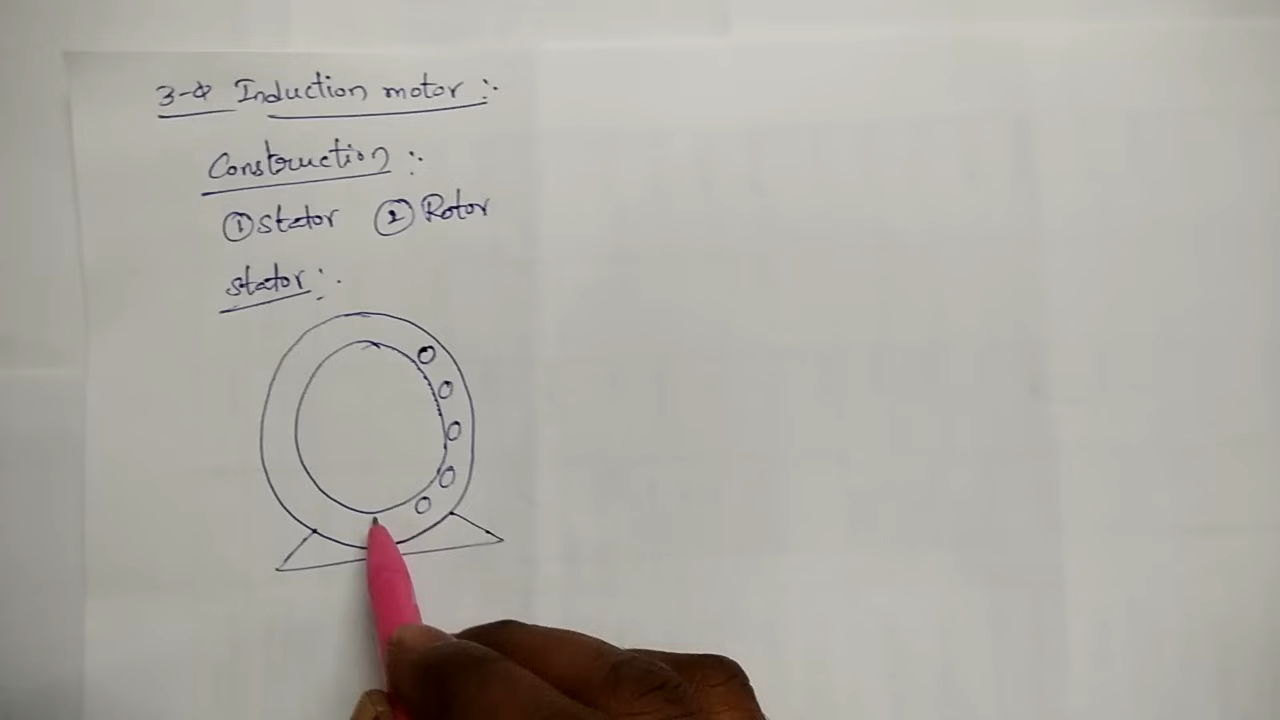 3-Φ Induction motor :-
Construction :-
① Stator ② Rotor
Stator :-